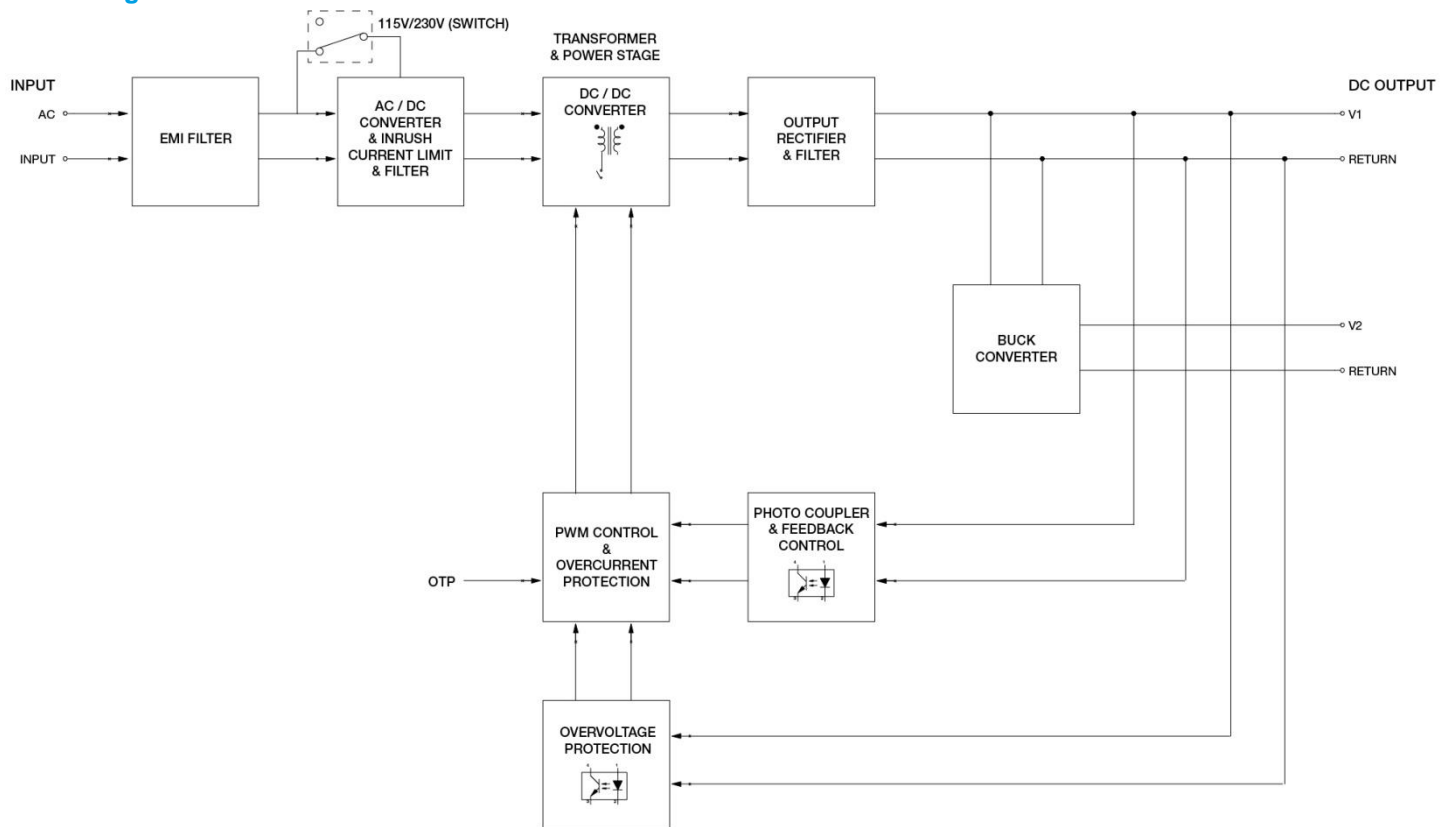 115V/230V (SWITCH)
TRANSFORMER
& POWER STAGE
INPUT
DC OUTPUT
AC
INPUT
EMI FILTER
AC / DC
CONVERTER
& INRUSH
CURRENT LIMIT
& FILTER
DC / DC
CONVERTER
OUTPUT
RECTIFIER
& FILTER
V1
RETURN
BUCK
CONVERTER
V2
RETURN
OTP
PWM CONTROL
&
OVERCURRENT
PROTECTION
PHOTO COUPLER
& FEEDBACK
CONTROL
OVERVOLTAGE
PROTECTION